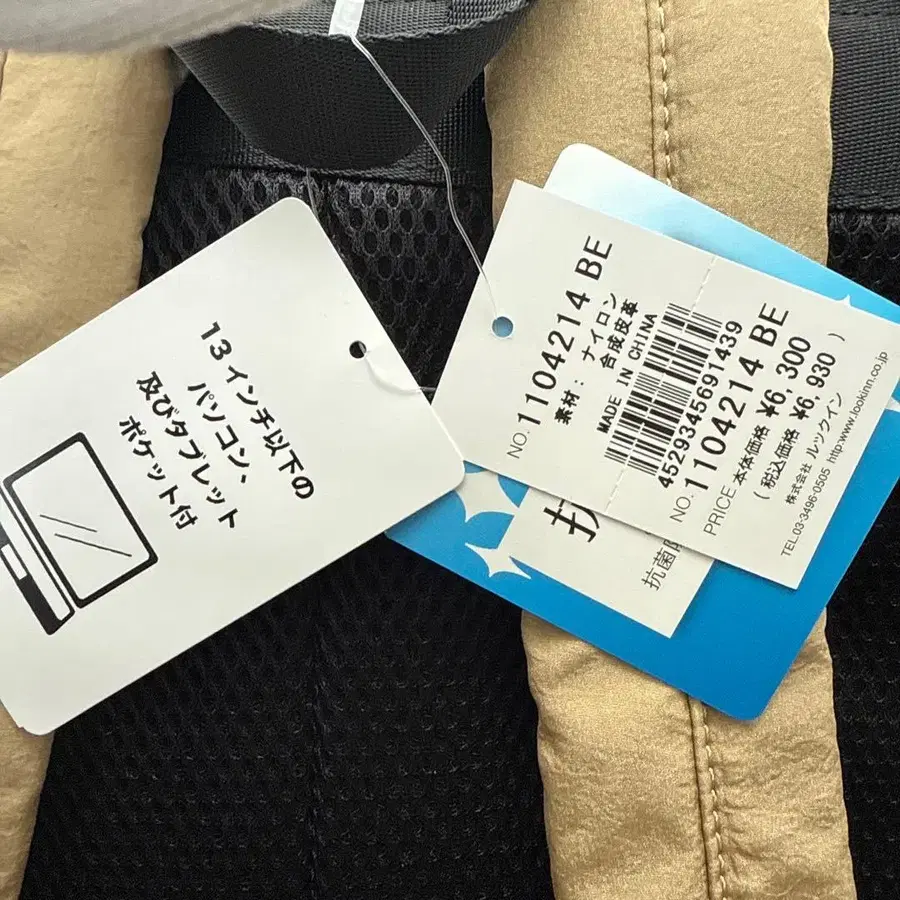 13 インチ以下の
パソコン、
及びタブレット
ポケット付
NO.1104214 BE
素材: ナイロン
合成皮革
MADE IN CHINA
4529345691439
NO.1104214 BE
PRICE 本体価格 ¥6,300
( 税込価格 ¥6,930 )
株式会社 ルックイン
TEL.03-3496-0505 http:www.lookinn.co.jp
抗菌